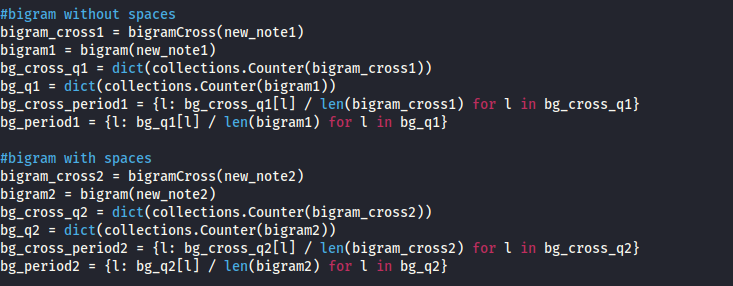 #bigram without spaces
bigram_cross1 = bigramCross(new_note1)
bigram1 = bigram(new_note1)
bg_cross_q1 = dict(collections.Counter(bigram_cross1))
bg_q1 = dict(collections.Counter(bigram1))
bg_cross_period1 = {l: bg_cross_q1[l] / len(bigram_cross1) for l in bg_cross_q1}
bg_period1 = {l: bg_q1[l] / len(bigram1) for l in bg_q1}
#bigram with spaces
bigram_cross2 = bigramCross(new_note2)
bigram2 = bigram(new_note2)
bg_cross_q2 = dict(collections.Counter(bigram_cross2))
bg_q2 = dict(collections.Counter(bigram2))
bg_cross_period2 = {l: bg_cross_q2[l] / len(bigram_cross2) for l in bg_cross_q2}
bg_period2 = {l: bg_q2[l] / len(bigram2) for l in bg_q2}